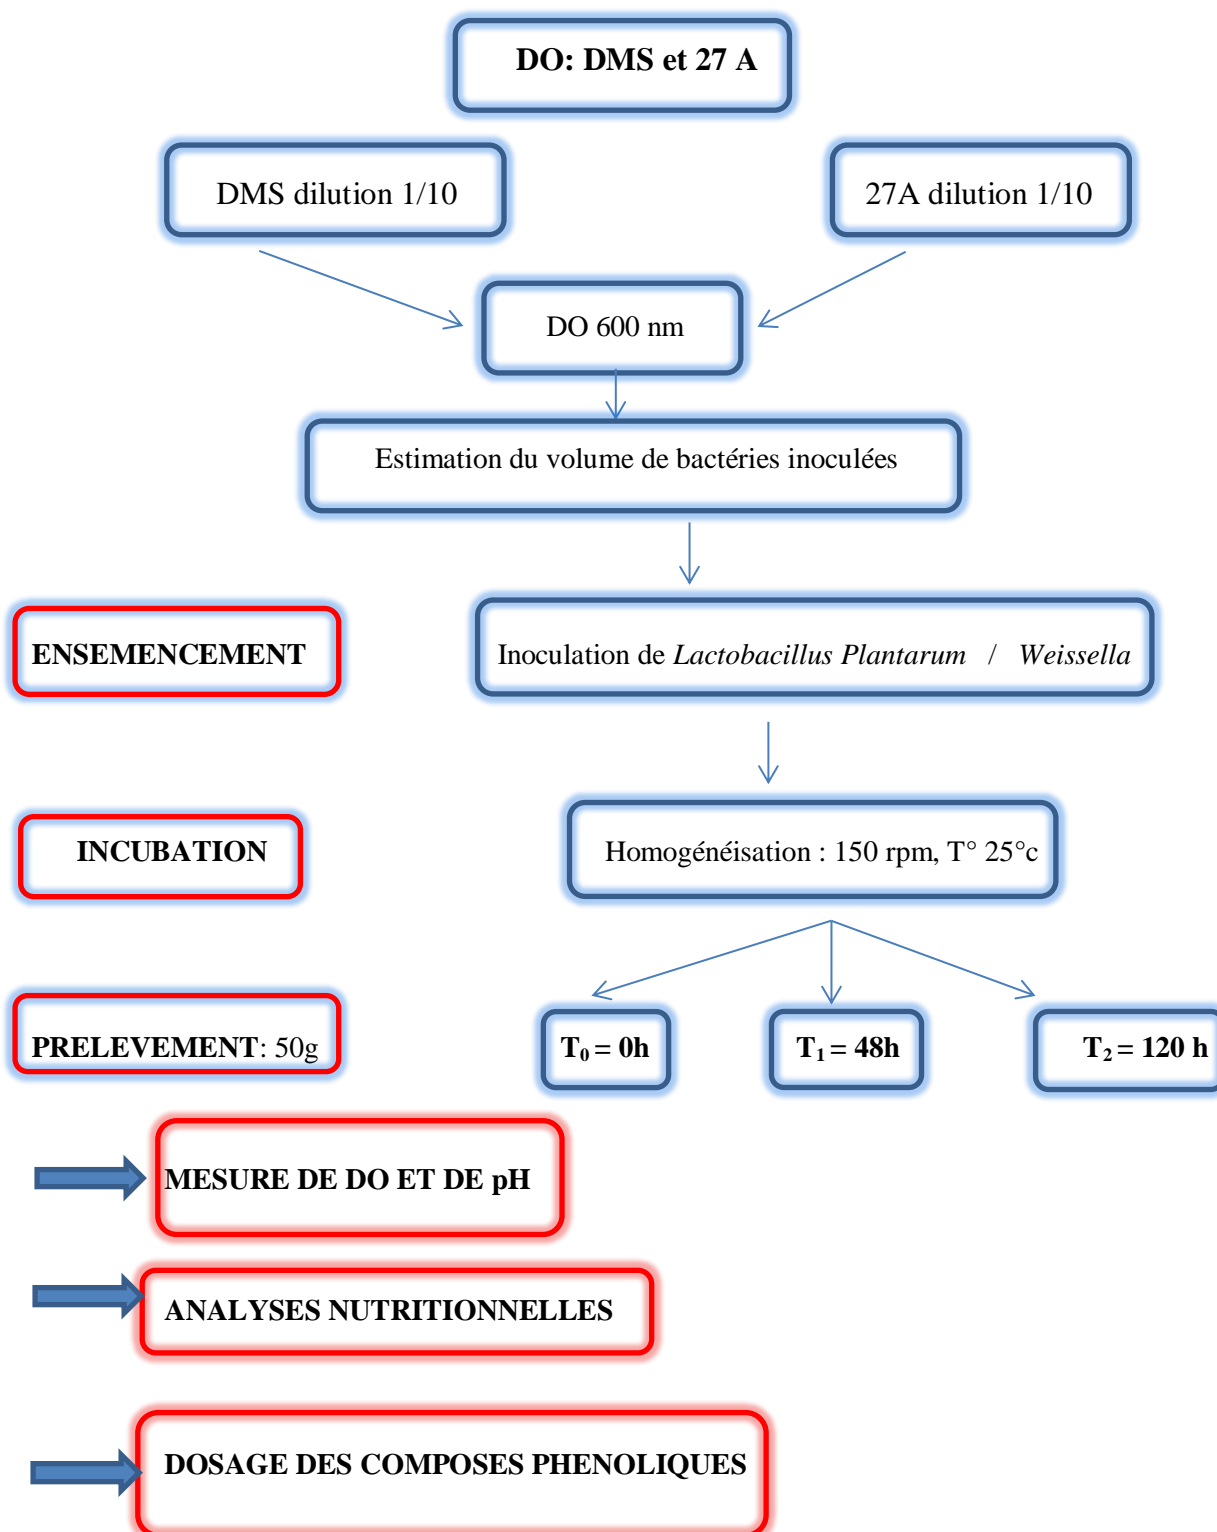 DO: DMS et 27 A
DMS dilution 1/10
27A dilution 1/10
DO 600 nm
Estimation du volume de bactéries inoculées
ENSEMENCEMENT
Inoculation de Lactobacillus Plantarum / Weissella
INCUBATION
Homogénéisation : 150 rpm, T° 25°c
PRELEVEMENT: 50g
T₀ = 0h
T₁ = 48h
T₂ = 120 h
MESURE DE DO ET DE pH
ANALYSES NUTRITIONNELLES
DOSAGE DES COMPOSES PHENOLIQUES